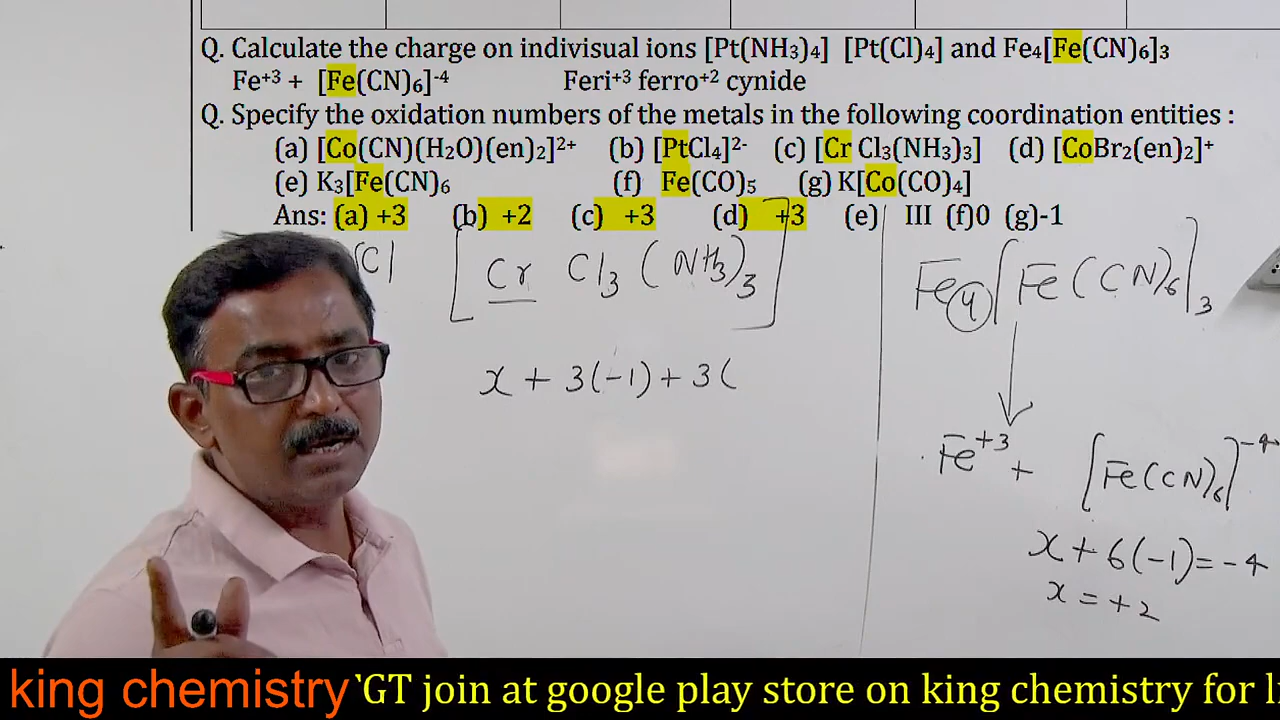 Q. Calculate the charge on indivisual ions [Pt(NH3)4] [Pt(Cl)4] and Fe4[Fe(CN)6]3
Fe+3 + [Fe(CN)6]-4 Feri+3 ferro+2 cynide
Q. Specify the oxidation numbers of the metals in the following coordination entities :
(a) [Co(CN)(H2O)(en)2]2+ (b) [PtCl4]2- (c) [Cr Cl3(NH3)3] (d) [CoBr2(en)2]+
(e) K3[Fe(CN)6 (f) Fe(CO)5 (g) K[Co(CO)4]
Ans: (a) +3 (b) +2 (c) +3 (d) +3 (e) III (f)0 (g)-1
[Cr Cl3 (NH3)3]
x + 3(-1) + 3(
Fe4[Fe(CN)6]3
Fe+3 + [Fe(CN)6]-4
x + 6(-1) = -4
x = +2
king chemistry
GT join at google play store on king chemistry for